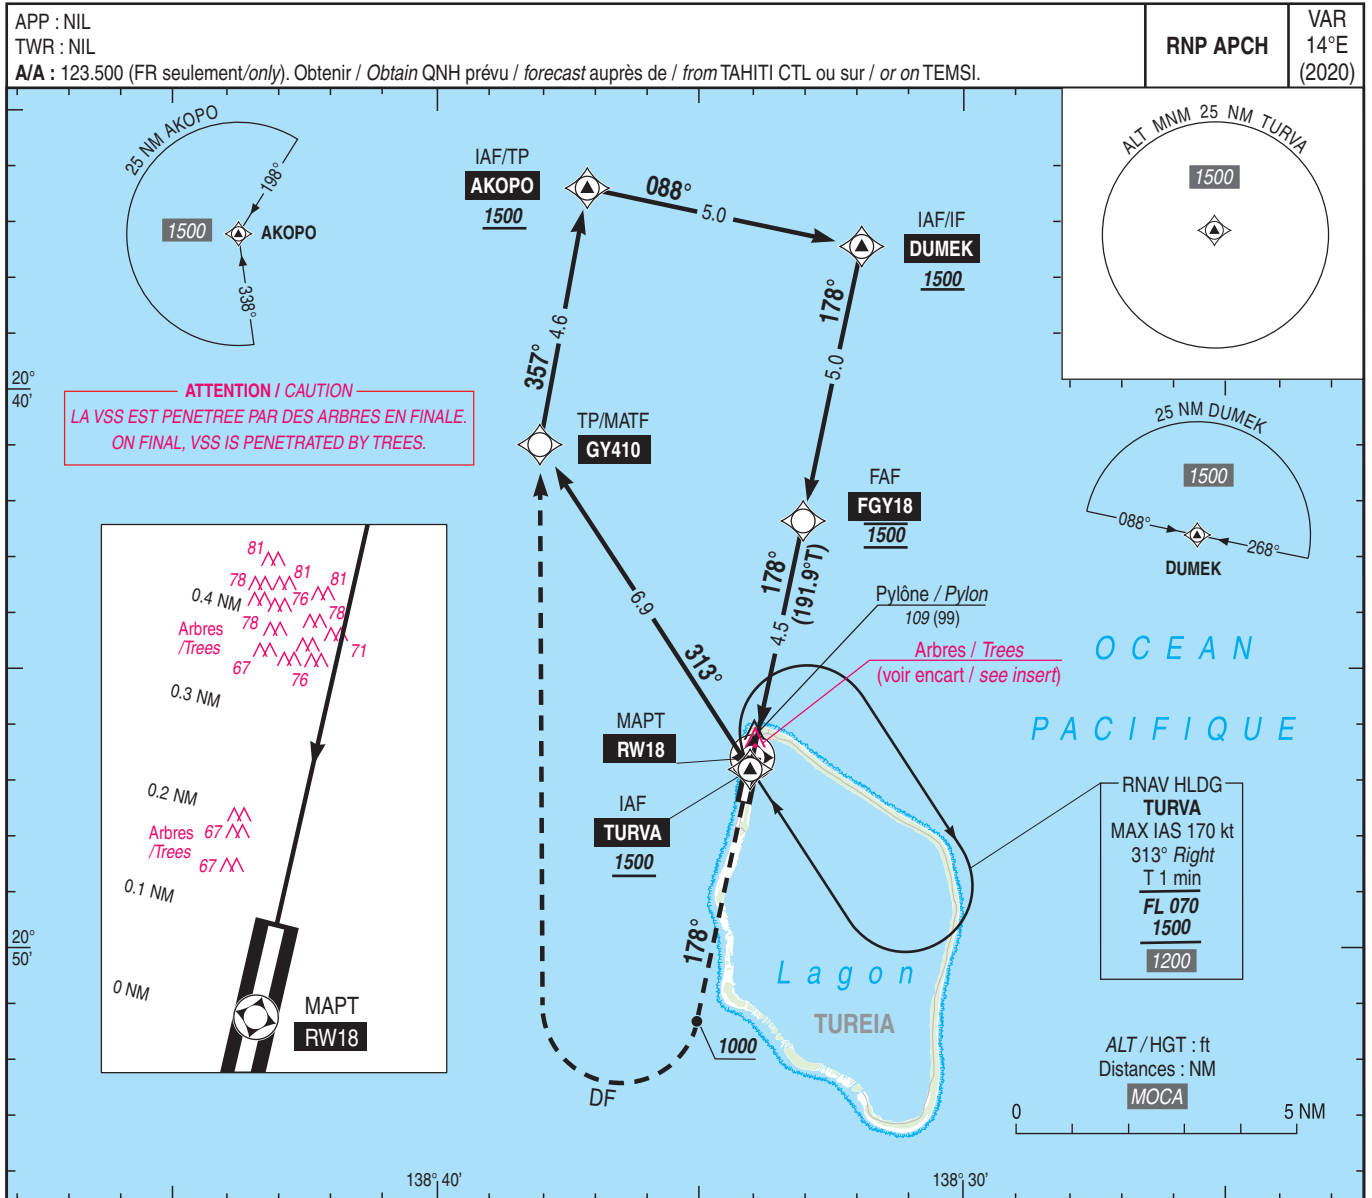 APP : NIL
TWR : NIL
A/A : 123.500 (FR seulement/only). Obtenir / Obtain QNH prévu / forecast auprès de / from TAHITI CTL ou sur / or on TEMSI.
RNP APCH
VAR
14°E
(2020)
25 NM AKOPO
198°
1500
AKOPO
338°
IAF/TP
AKOPO
1500
088°
5.0
IAF/IF
DUMEK
1500
ALT MNM 25 NM TURVA
1500
178°
5.0
4.6
357°
20°
40'
ATTENTION / CAUTION
LA VSS EST PENETREE PAR DES ARBRES EN FINALE.
ON FINAL, VSS IS PENETRATED BY TREES.
TP/MATF
GY410
25 NM DUMEK
1500
088°
268°
DUMEK
FAF
FGY18
1500
178°
(191.9°T)
4.5
6.9
313°
Pylône / Pylon
109 (99)
Arbres / Trees
(voir encart / see insert)
OCEAN
PACIFIQUE
81
78
81
81
0.4 NM
76
78
78
Arbres
/Trees
71
67
76
0.3 NM
0.2 NM
Arbres
/Trees
67
67
0.1 NM
0 NM
MAPT
RW18
MAPT
RW18
IAF
TURVA
1500
RNAV HLDG
TURVA
MAX IAS 170 kt
313° Right
T 1 min
FL 070
1500
1200
20°
50'
178°
Lagon
TUREIA
1000
DF
ALT / HGT : ft
Distances : NM
MOCA
0
5 NM
138° 40'
138° 30'